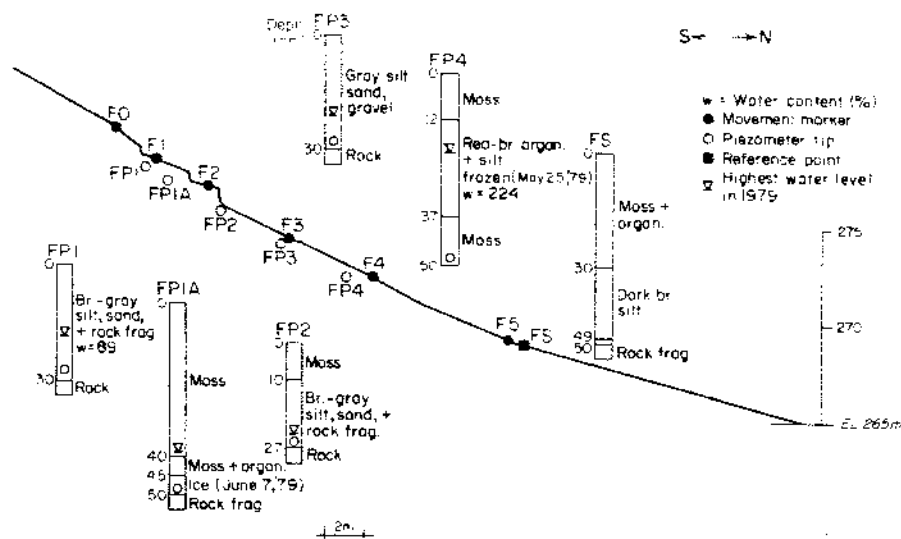 Depth
FP3
0
Gray silt
sand,
gravel
30
Rock
FP4
0
Moss
12
Red-br organ.
+ silt
frozen (May 25,'79)
w = 224
37
Moss
50
S N
w = Water content (%)
Movement marker
Piezometer tip
Reference point
Highest water level
in 1979
FS
0
Moss +
organ.
30
Dark br
silt
49
50
Rock frag
F0
F1
FP1
FP1A
F2
FP2
F3
FP3
F4
FP4
F5
FS
275
270
EL 265m
FP1
0
Br-gray
silt, sand,
+ rock frag
w=89
30
Rock
FP1A
0
Moss
40
Moss + organ.
45
Ice (June 7,'79)
50
Rock frag
FP2
Moss
10
Br-gray
silt, sand, +
rock frag.
27
Rock
2m